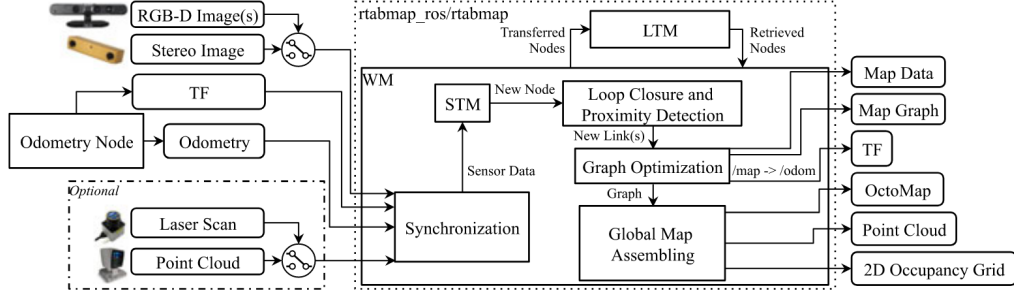 RGB-D Image(s)
Stereo Image
TF
Odometry Node
Odometry
Optional
Laser Scan
Point Cloud
rtabmap_ros/rtabmap
Transferred
Nodes
LTM
Retrieved
Nodes
WM
STM
New Node
Loop Closure and
Proximity Detection
New Link(s)
Graph Optimization
/map -> /odom
Sensor Data
Graph
Synchronization
Global Map
Assembling
Map Data
Map Graph
TF
OctoMap
Point Cloud
2D Occupancy Grid